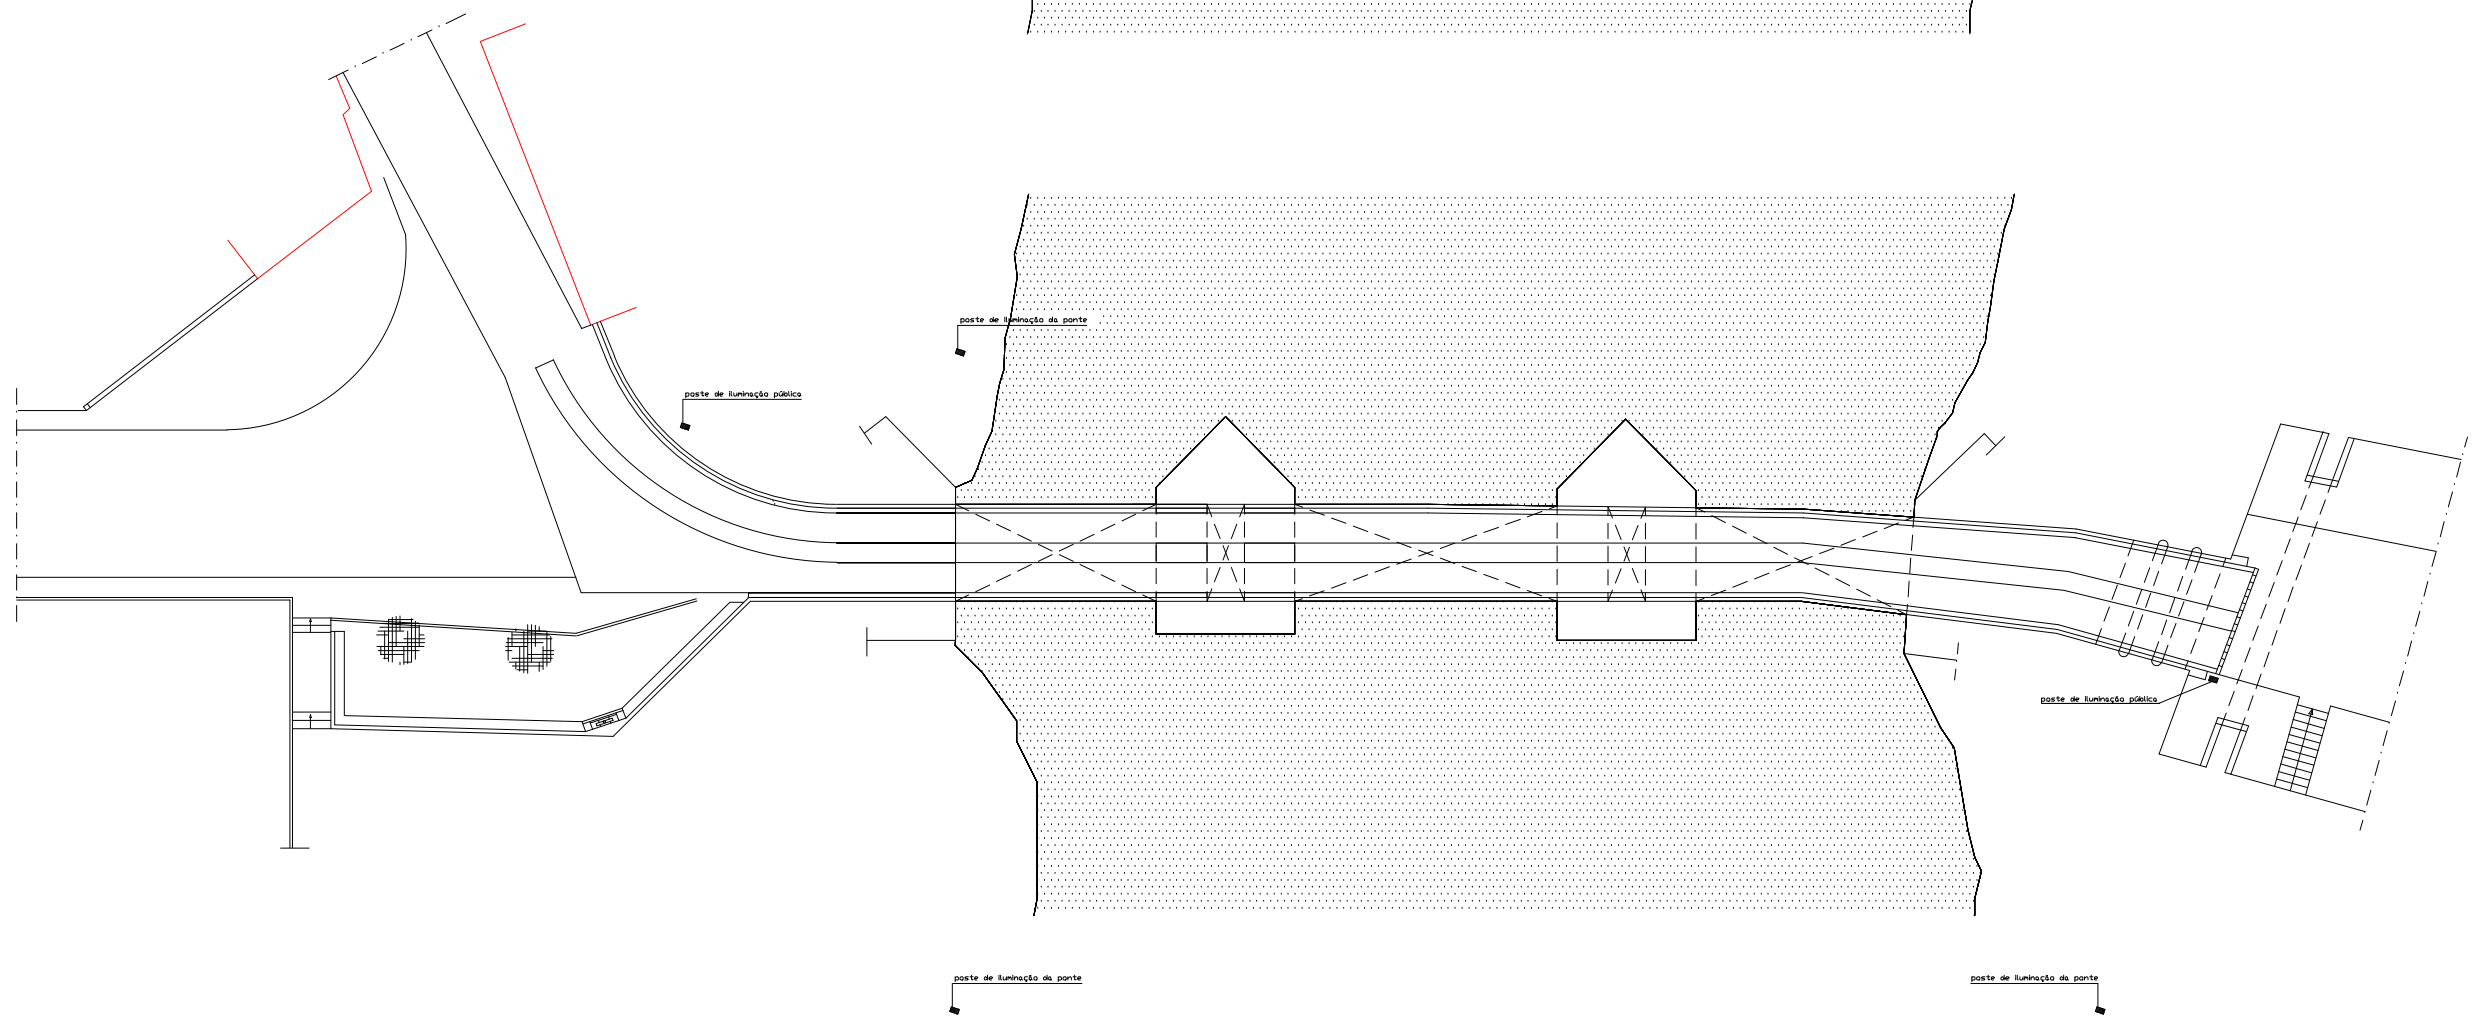 poste de iluminação da ponte
poste de iluminação pública
poste de iluminação pública
poste de iluminação da ponte
poste de iluminação da ponte